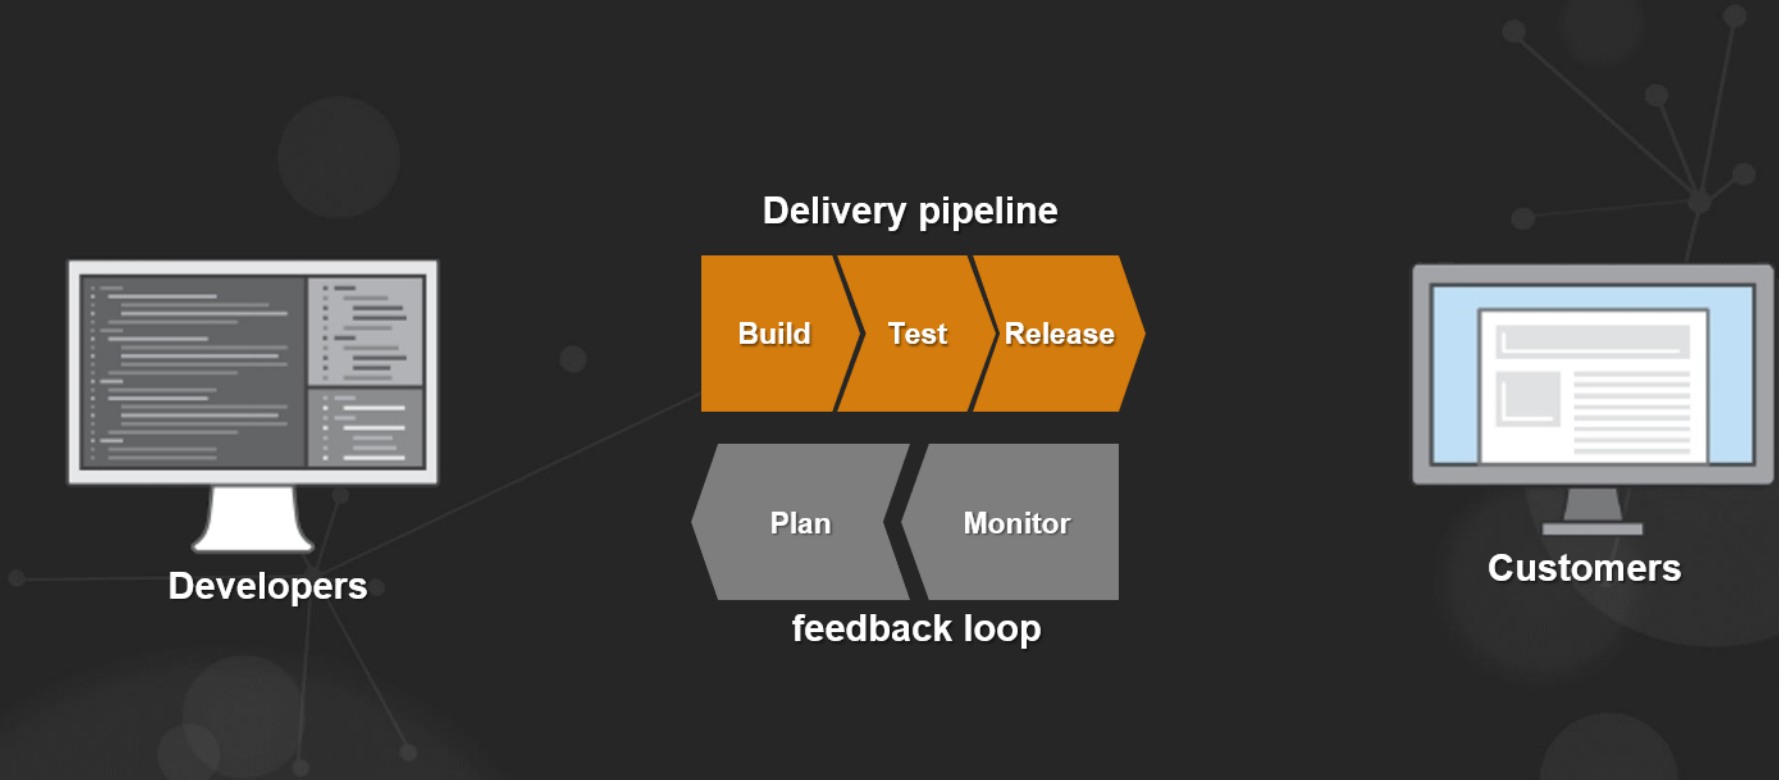 Delivery pipeline
Build
Test
Release
Plan
Monitor
feedback loop
Developers
Customers